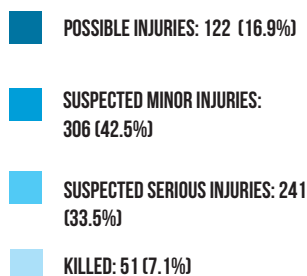 POSSIBLE INJURIES: 122 (16.9%)
SUSPECTED MINOR INJURIES:
306 (42.5%)
SUSPECTED SERIOUS INJURIES: 241
(33.5%)
KILLED: 51 (7.1%)